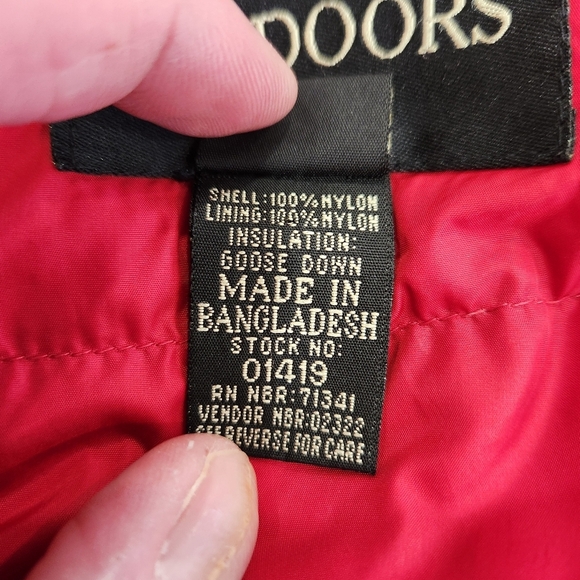 DOORS
SHELL:100% NYLON
LINING:100% NYLON
INSULATION:
GOOSE DOWN
MADE IN
BANGLADESH
STOCK NO:
01419
RN NBR:71341
VENDOR NBR:02322
SEE REVERSE FOR CARE